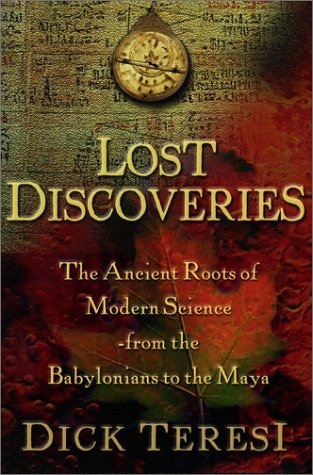 LOST
DISCOVERIES
The Ancient Roots of
Modern Science
-from the
Babylonians to the Maya
DICK TERESI